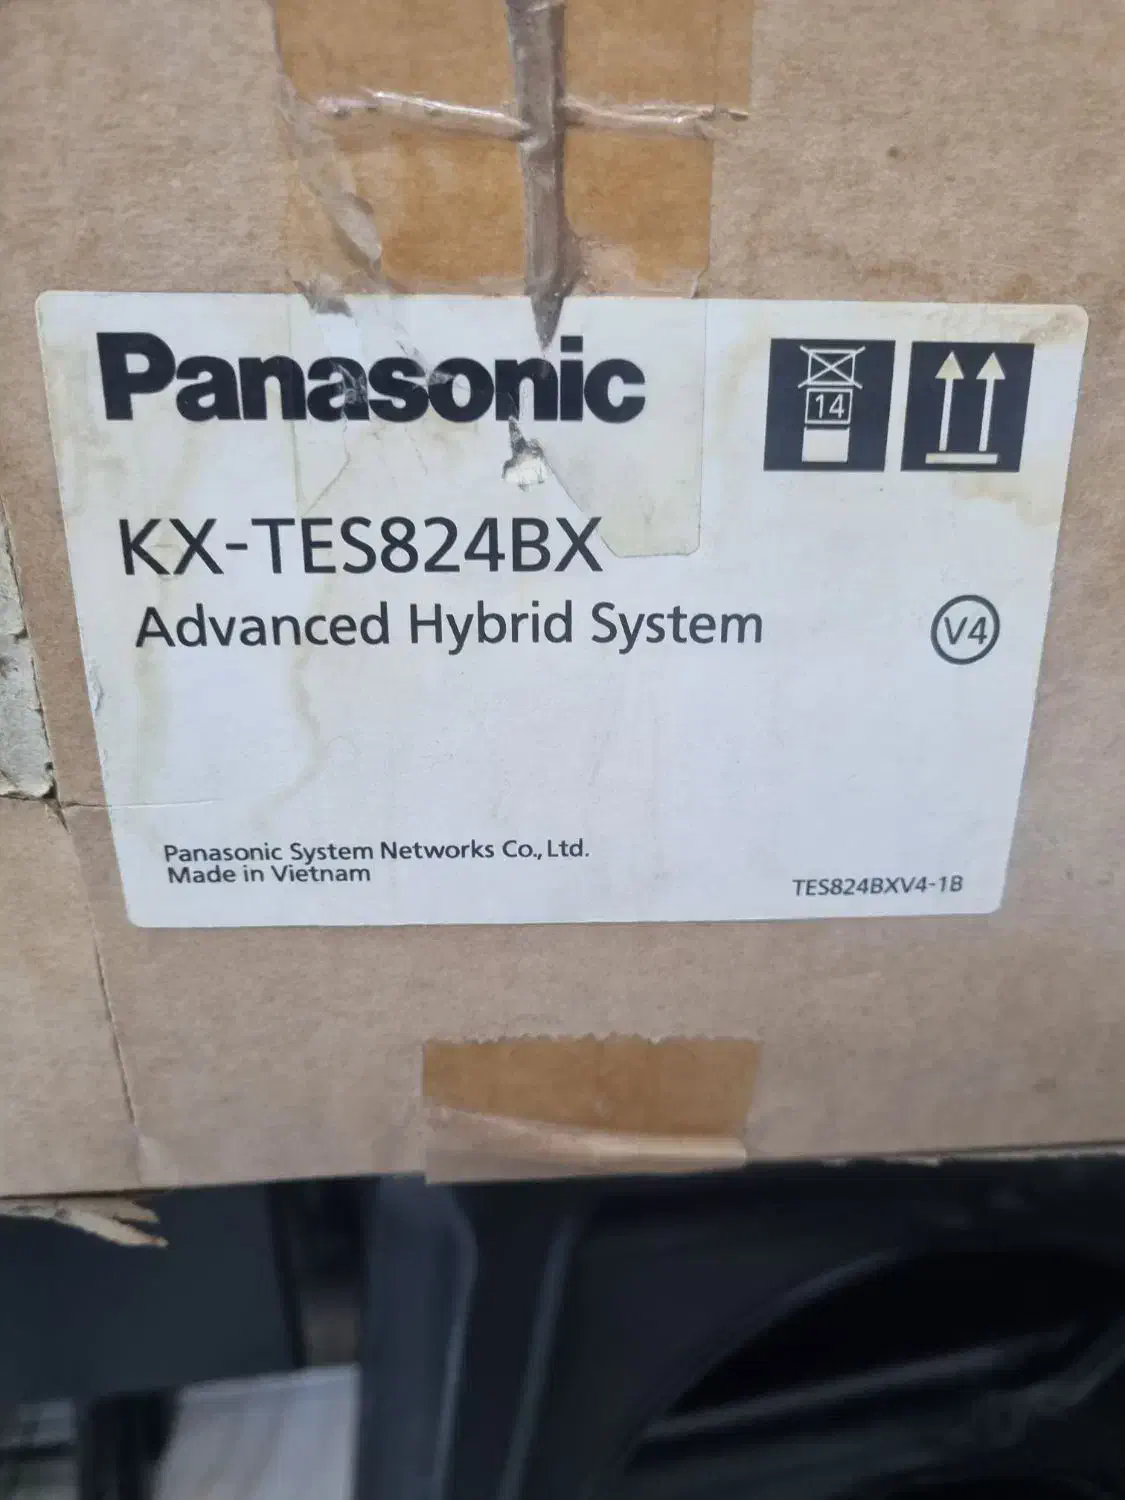 Panasonic
14
KX-TES824BX
Advanced Hybrid System
V4
Panasonic System Networks Co., Ltd.
Made in Vietnam
TES824BXV4-1B